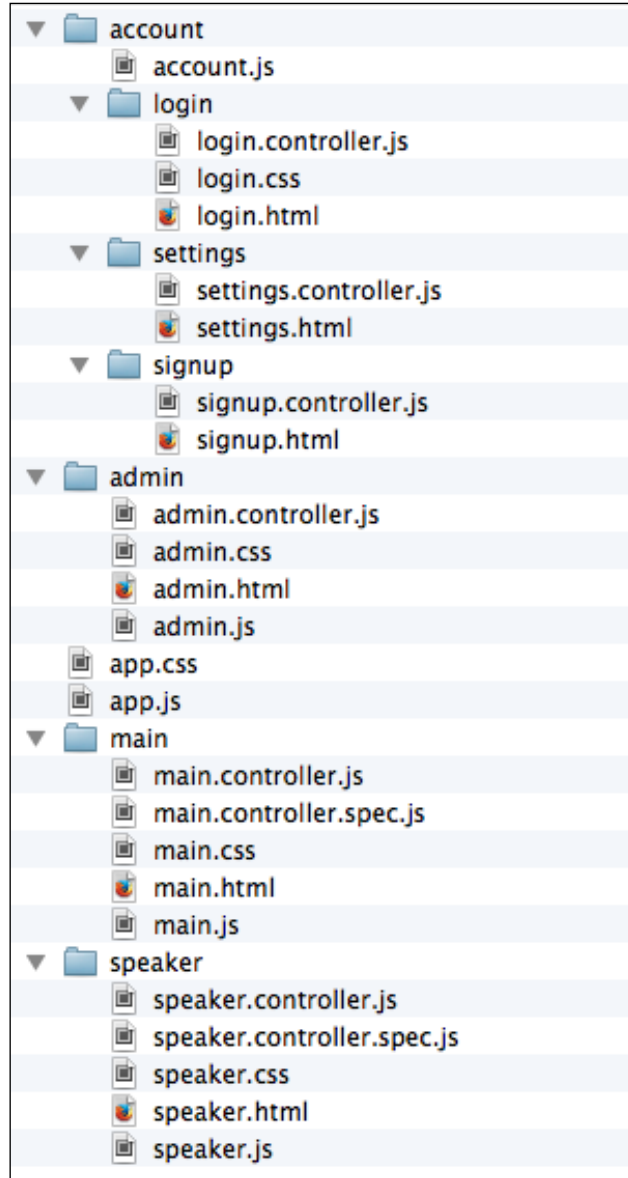 account
account.js
login
login.controller.js
login.css
login.html
settings
settings.controller.js
settings.html
signup
signup.controller.js
signup.html
admin
admin.controller.js
admin.css
admin.html
admin.js
app.css
app.js
main
main.controller.js
main.controller.spec.js
main.css
main.html
main.js
speaker
speaker.controller.js
speaker.controller.spec.js
speaker.css
speaker.html
speaker.js